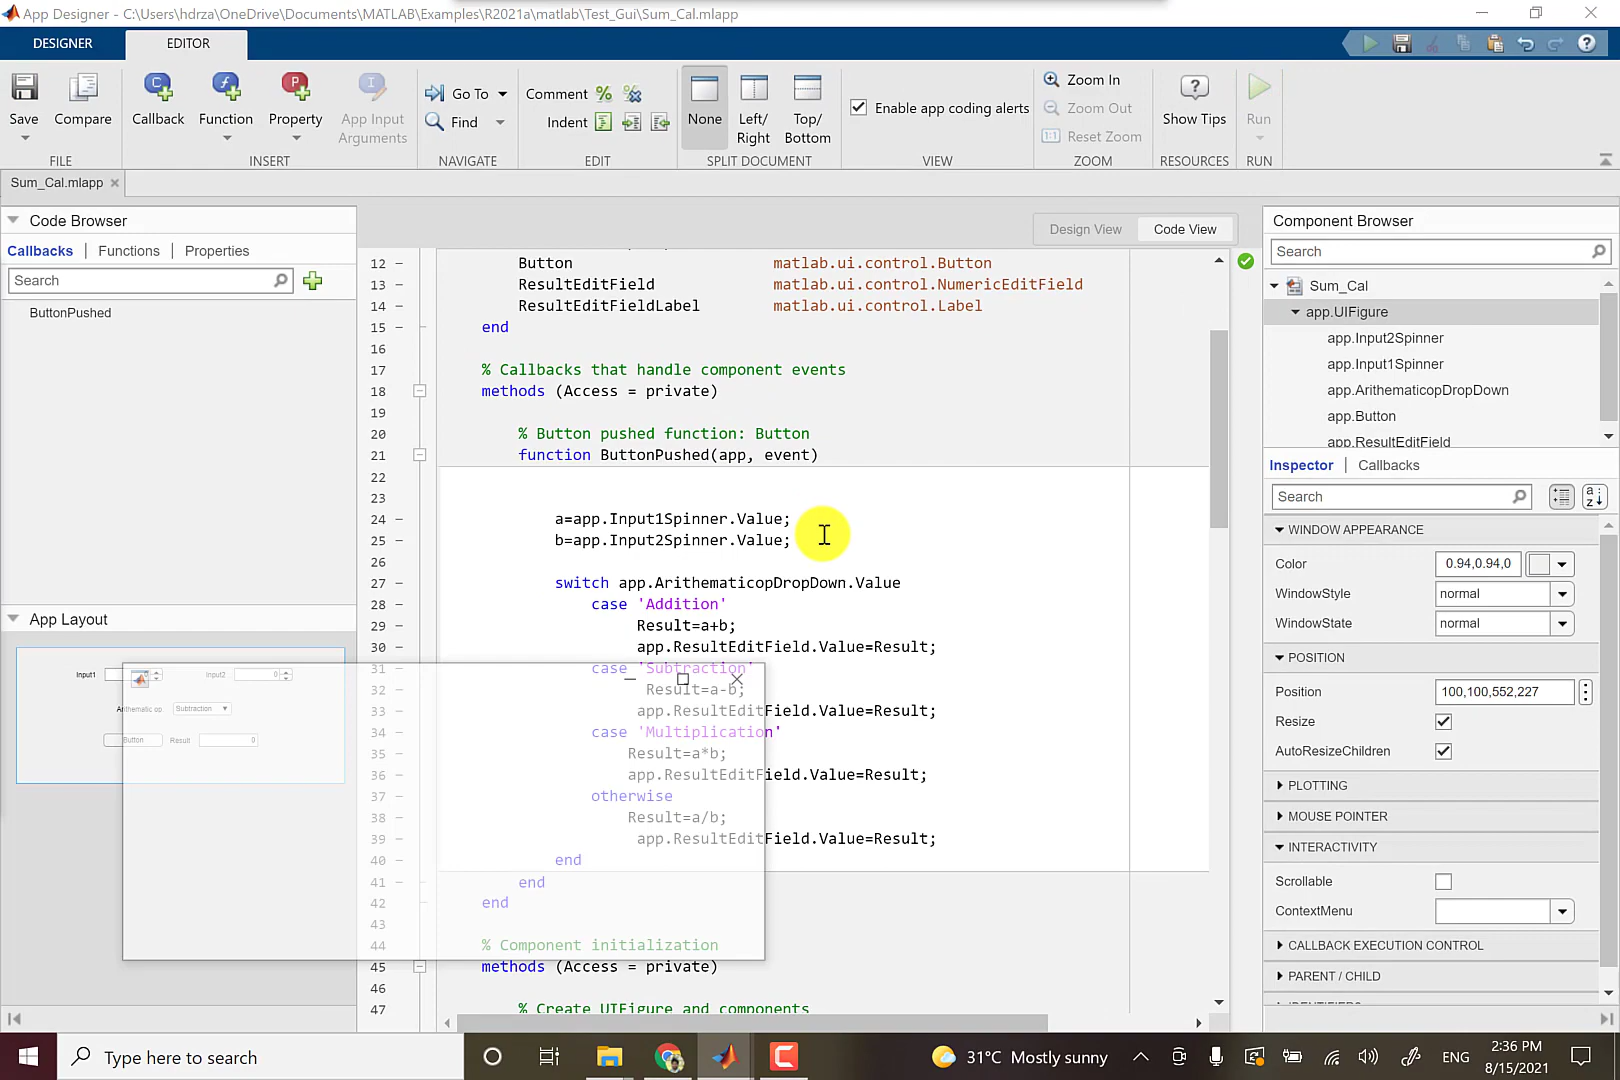 App Designer - C:\Users\hdrza\OneDrive\Documents\MATLAB\Examples\R2021a\matlab\Test_Gui\Sum_Cal.mlapp
DESIGNER
EDITOR
Save
Compare
FILE
Callback
Function
Property
App Input
Arguments
INSERT
Go To
Find
NAVIGATE
Comment
Indent
EDIT
None
Left/
Right
Top/
Bottom
SPLIT DOCUMENT
Enable app coding alerts
VIEW
Zoom In
Zoom Out
Reset Zoom
ZOOM
Show Tips
RESOURCES
Run
RUN
Sum_Cal.mlapp
Code Browser
Callbacks | Functions | Properties
Search
ButtonPushed
App Layout
Input1
Input2 0
Arithematic op. Subtraction
Button Result 0
Design View
Code View
12 Button matlab.ui.control.Button
13 ResultEditField matlab.ui.control.NumericEditField
14 ResultEditFieldLabel matlab.ui.control.Label
15 end
16
17 % Callbacks that handle component events
18 methods (Access = private)
19
20 % Button pushed function: Button
21 function ButtonPushed(app, event)
22
23
24 a=app.Input1Spinner.Value;
25 b=app.Input2Spinner.Value;
26
27 switch app.ArithematicopDropDown.Value
28 case 'Addition'
29 Result=a+b;
30 app.ResultEditField.Value=Result;
31 case 'Subtraction'
32 Result=a-b;
33 app.ResultEditField.Value=Result;
34 case 'Multiplication'
35 Result=a*b;
36 app.ResultEditField.Value=Result;
37 otherwise
38 Result=a/b;
39 app.ResultEditField.Value=Result;
40 end
41 end
42 end
43
44 % Component initialization
45 methods (Access = private)
46
47 % Create UIFigure and components
Component Browser
Search
Sum_Cal
app.UIFigure
app.Input2Spinner
app.Input1Spinner
app.ArithematicopDropDown
app.Button
app.ResultEditField
Inspector | Callbacks
Search
WINDOW APPEARANCE
Color 0.94,0.94,0
WindowStyle normal
WindowState normal
POSITION
Position 100,100,552,227
Resize
AutoResizeChildren
PLOTTING
MOUSE POINTER
INTERACTIVITY
Scrollable
ContextMenu
CALLBACK EXECUTION CONTROL
PARENT / CHILD
IDENTIFIERS
Type here to search
31°C Mostly sunny
ENG
2:36 PM
8/15/2021